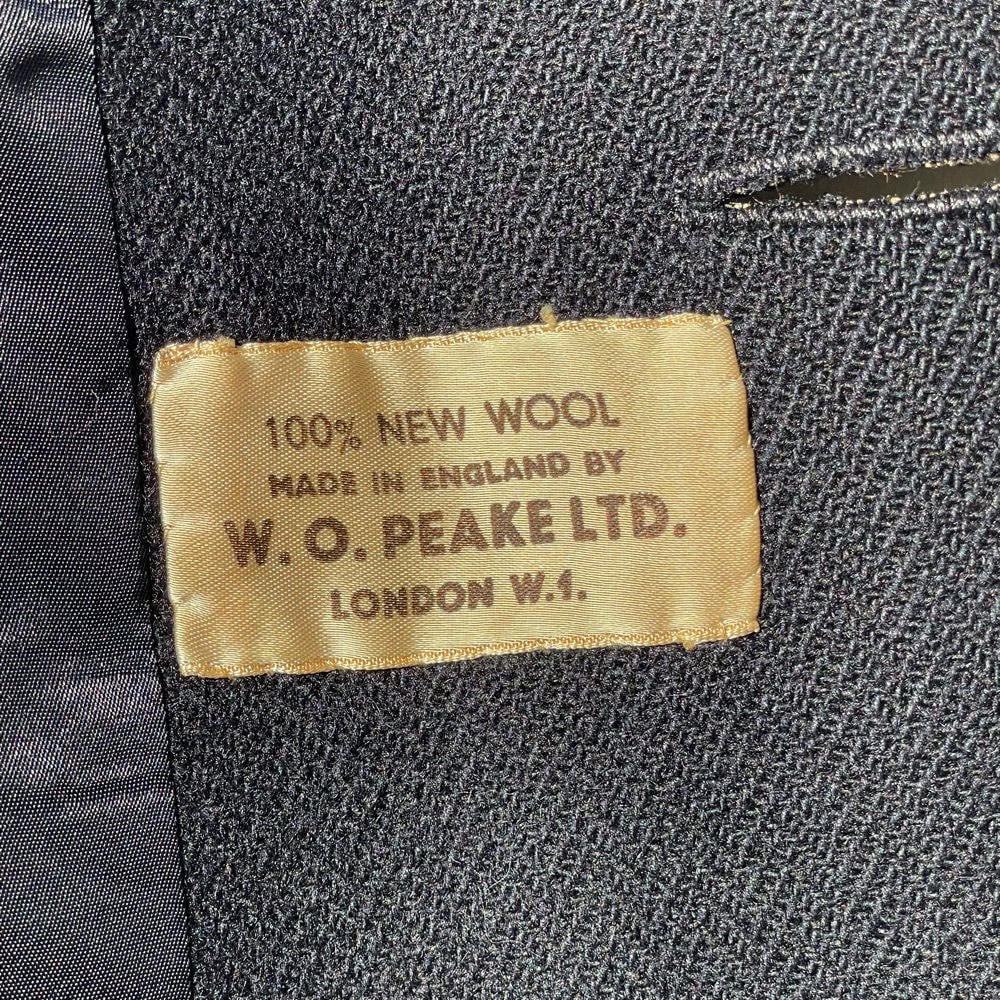 100% NEW WOOL
MADE IN ENGLAND BY
W. O. PEAKE LTD.
LONDON W.1.